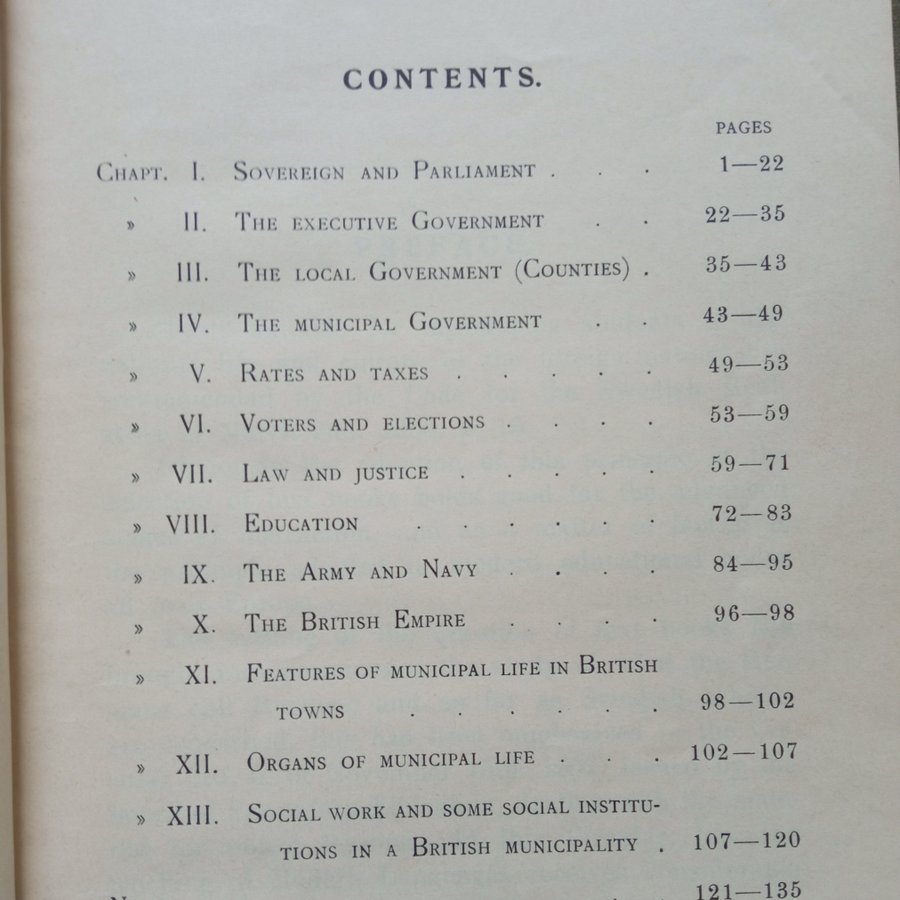 CONTENTS.
PAGES
CHAPT. I. SOVEREIGN AND PARLIAMENT . . . 1—22
» II. THE EXECUTIVE GOVERNMENT . . 22—35
» III. THE LOCAL GOVERNMENT (COUNTIES) . 35—43
» IV. THE MUNICIPAL GOVERNMENT . . 43—49
» V. RATES AND TAXES . . . . . 49—53
» VI. VOTERS AND ELECTIONS . . . . 53—59
» VII. LAW AND JUSTICE . . . . . 59—71
» VIII. EDUCATION . . . . . . 72—83
» IX. THE ARMY AND NAVY . . . . 84—95
» X. THE BRITISH EMPIRE . . . . 96—98
» XI. FEATURES OF MUNICIPAL LIFE IN BRITISH
TOWNS . . . . . . 98—102
» XII. ORGANS OF MUNICIPAL LIFE . . . 102—107
» XIII. SOCIAL WORK AND SOME SOCIAL INSTITU-
TIONS IN A BRITISH MUNICIPALITY . 107—120
121—135